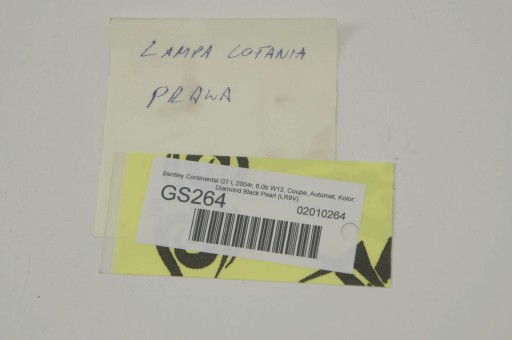 LAMPA COFANIA
PRAWA
Bentley Continental GT I, 2004r, 6.0b W12, Coupe, Automat, Kolor:
Diamond Black Pearl (LR9V)
GS264
02010264